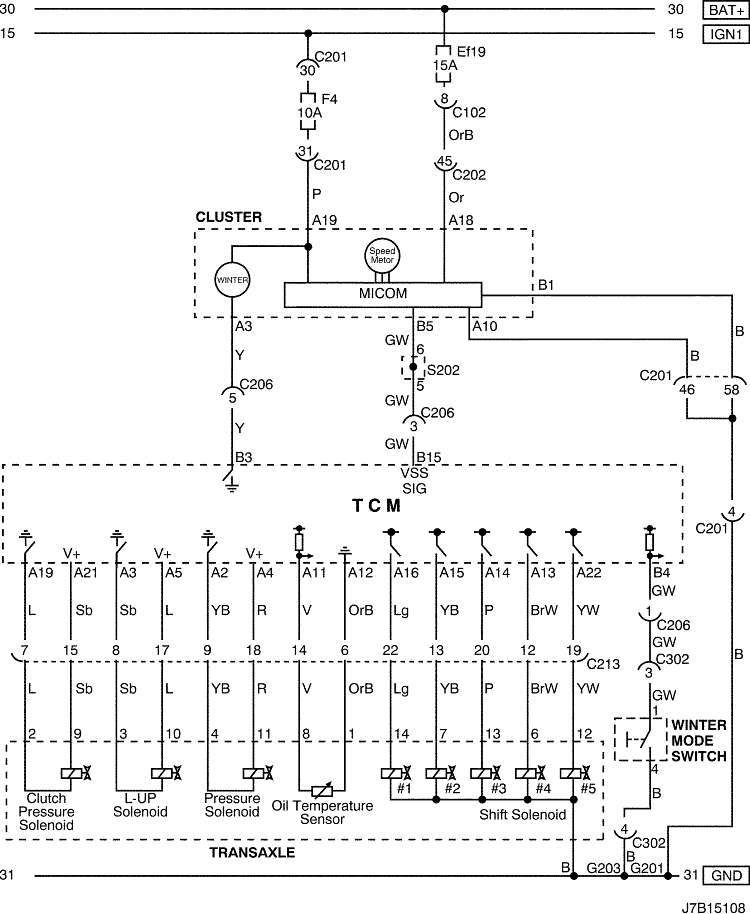 30 30 BAT+
15 15 IGN1
C201 Ef19
30 15A
F4
10A 8
C102
31 OrB
C201 45
C202
P Or
CLUSTER A19 A18
Speed
Motor
WINTER
MICOM B1
A3 B5 A10
GW B
Y 6 B
S202
5 C201
C206 46 58
5 GW
C206
3
Y GW
B3 B15
VSS
SIG
TCM 4
C201
V+ V+ V+
A19 A21 A3 A5 A2 A4 A11 A12 A16 A15 A14 A13 A22 B4
GW
L Sb Sb L YB R V OrB Lg YB P BrW YW 1
C206
GW
7 15 8 17 9 18 14 6 22 13 20 12 19 C302
C213 3
B
L Sb Sb L YB R V OrB Lg YB P BrW YW GW
1
2 9 3 10 4 11 8 1 14 7 13 6 12 WINTER
MODE
SWITCH
4
#1 #2 #3 #4 #5
Clutch
Pressure
Solenoid
L-UP
Solenoid
Pressure
Solenoid
Oil Temperature
Sensor
Shift Solenoid
B
4
C302
TRANSAXLE B
31 B G203 G201 31 GND
J7B15108